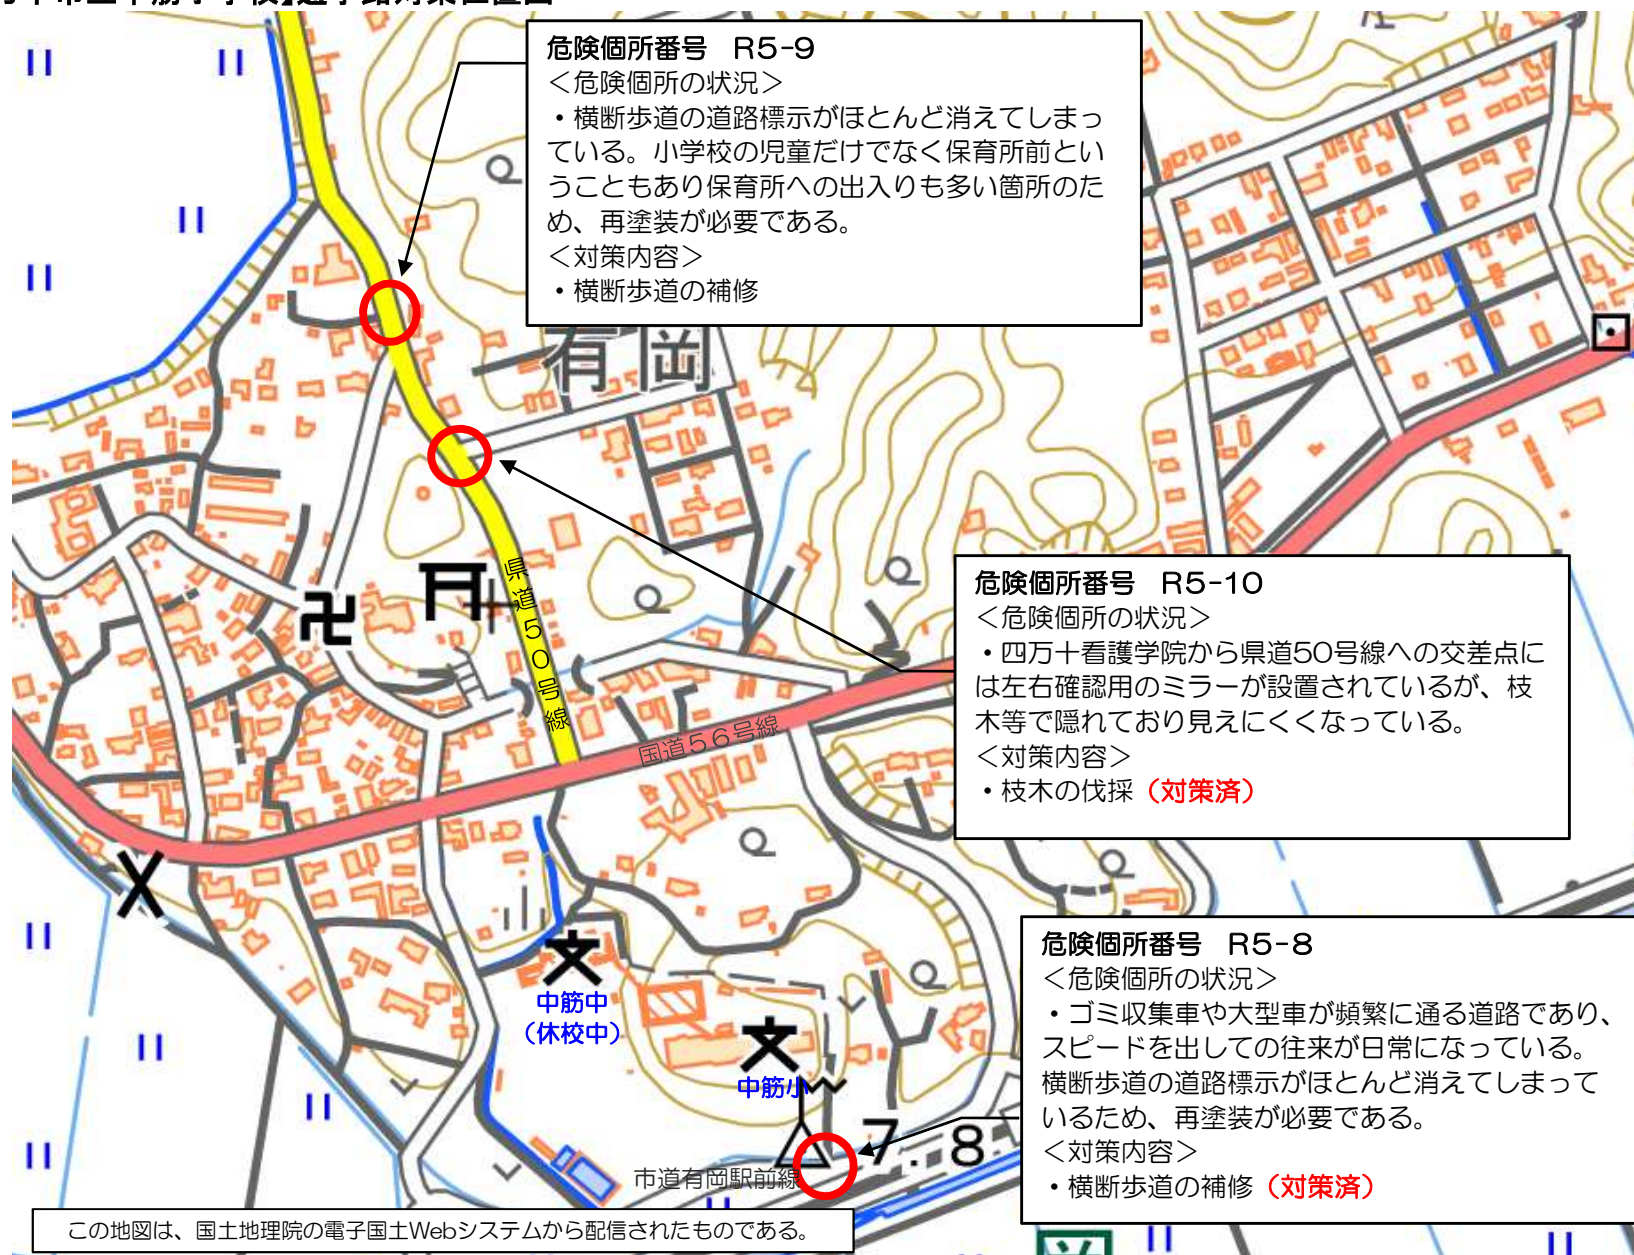 危険個所番号　R5-9
＜危険個所の状況＞
・横断歩道の道路標示がほとんど消えてしまっ
ている。小学校の児童だけでなく保育所前とい
うこともあり保育所への出入りも多い箇所のた
め、再塗装が必要である。
＜対策内容＞
・横断歩道の補修
有岡
県道50号線
国道56号線
危険個所番号　R5-10
＜危険個所の状況＞
・四万十看護学院から県道50号線への交差点に
は左右確認用のミラーが設置されているが、枝
木等で隠れており見えにくくなっている。
＜対策内容＞
・枝木の伐採（対策済）
中筋中
（休校中）
中筋小
7.8
市道有岡駅前線
危険個所番号　R5-8
＜危険個所の状況＞
・ゴミ収集車や大型車が頻繁に通る道路であり、
スピードを出しての往来が日常になっている。
横断歩道の道路標示がほとんど消えてしまって
いるため、再塗装が必要である。
＜対策内容＞
・横断歩道の補修（対策済）
この地図は、国土地理院の電子国土Webシステムから配信されたものである。